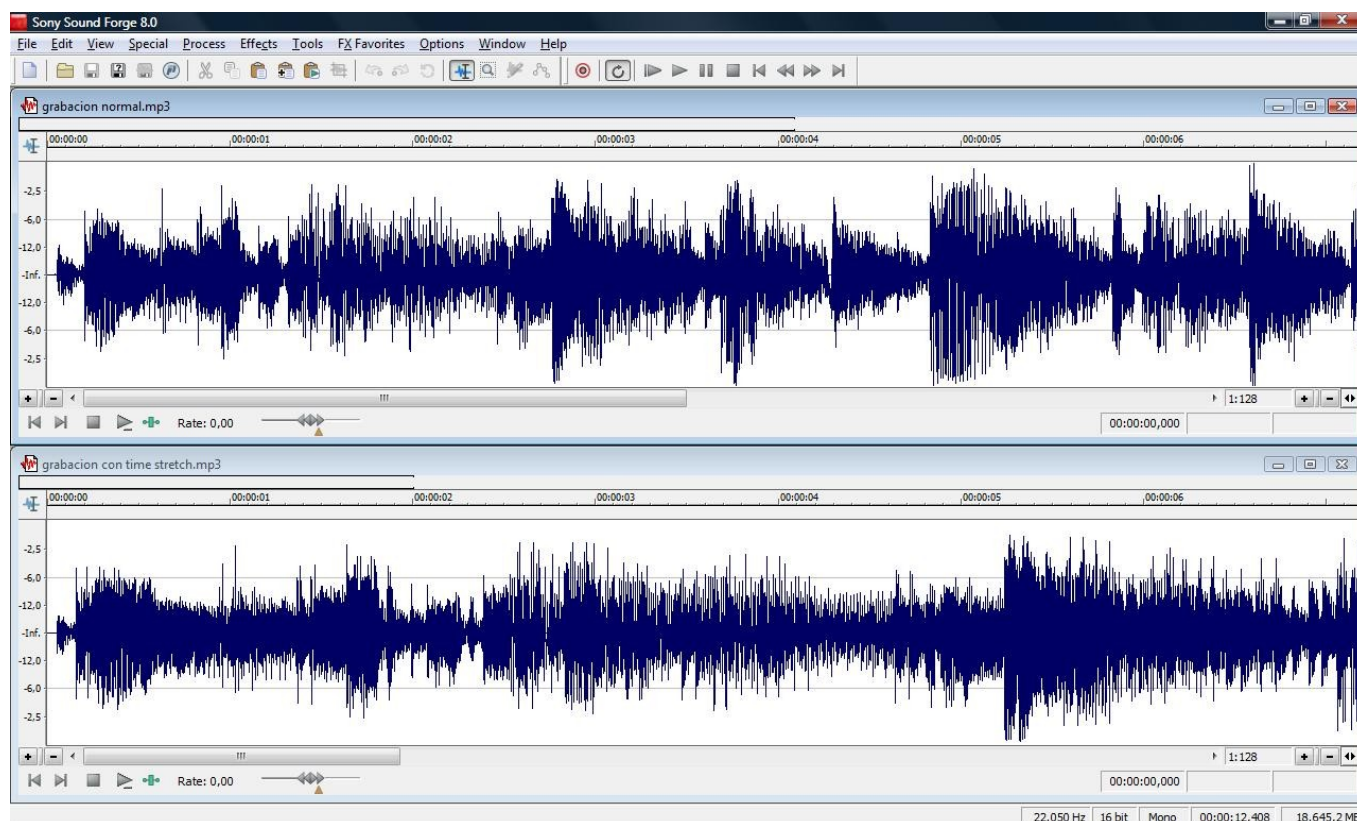 Sony Sound Forge 8.0
File Edit View Special Process Effects Tools FX Favorites Options Window Help
grabacion normal.mp3
00:00:00 ,00:00:01 ,00:00:02 ,00:00:03 ,00:00:04 ,00:00:05 ,00:00:06
-2,5
-6,0
-12,0
-Inf.
-12,0
-6,0
-2,5
1:128
Rate: 0,00 00:00:00,000
grabacion con time stretch.mp3
00:00:00 ,00:00:01 ,00:00:02 ,00:00:03 ,00:00:04 ,00:00:05 ,00:00:06
-2,5
-6,0
-12,0
-Inf.
-12,0
-6,0
-2,5
1:128
Rate: 0,00 00:00:00,000
22.050 Hz 16 bit Mono 00:00:12,408 18.645,2 MB